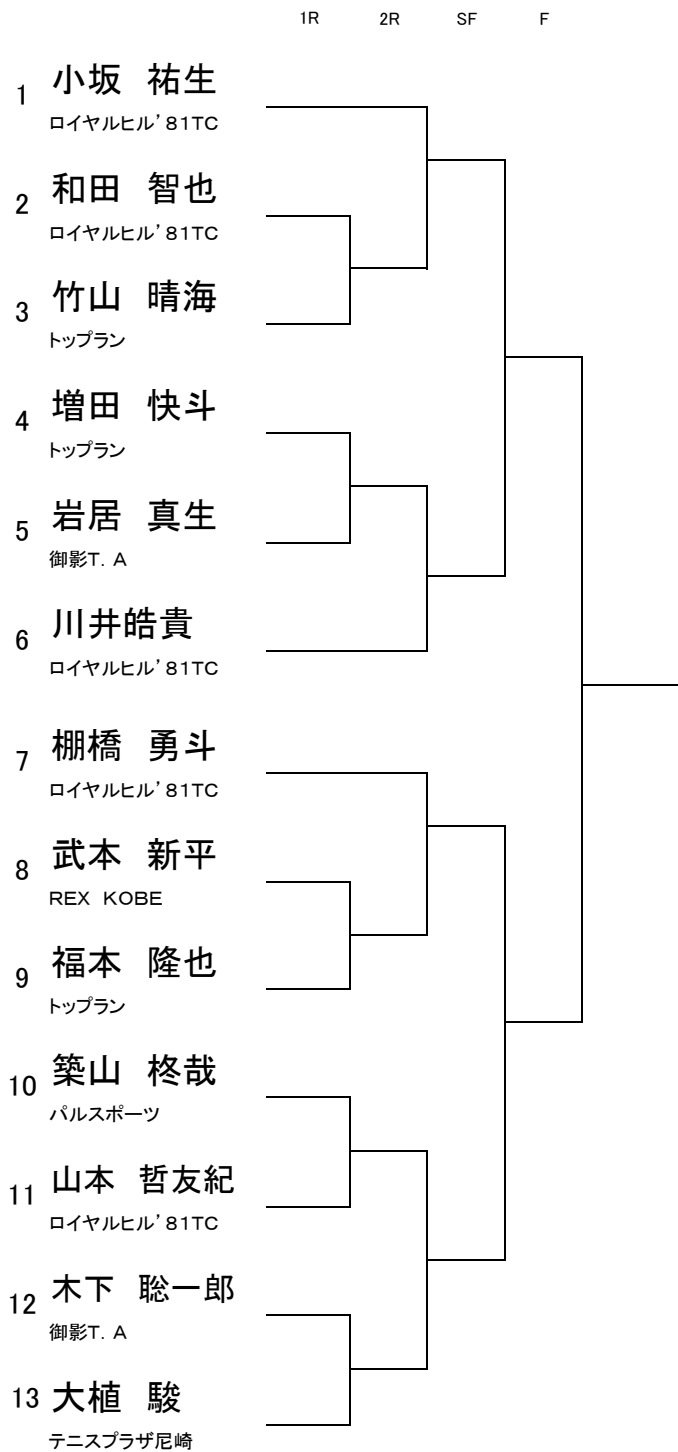 1R 2R SF F
1 小坂 祐生
ロイヤルヒル’81TC
2 和田 智也
ロイヤルヒル’81TC
3 竹山 晴海
トップラン
4 増田 快斗
トップラン
5 岩居 真生
御影T．A
6 川井皓貴
ロイヤルヒル’81TC
7 棚橋 勇斗
ロイヤルヒル’81TC
8 武本 新平
REX KOBE
9 福本 隆也
トップラン
10 築山 柊哉
パルスポーツ
11 山本 哲友紀
ロイヤルヒル’81TC
12 木下 聡一郎
御影T．A
13 大植 駿
テニスプラザ尼崎